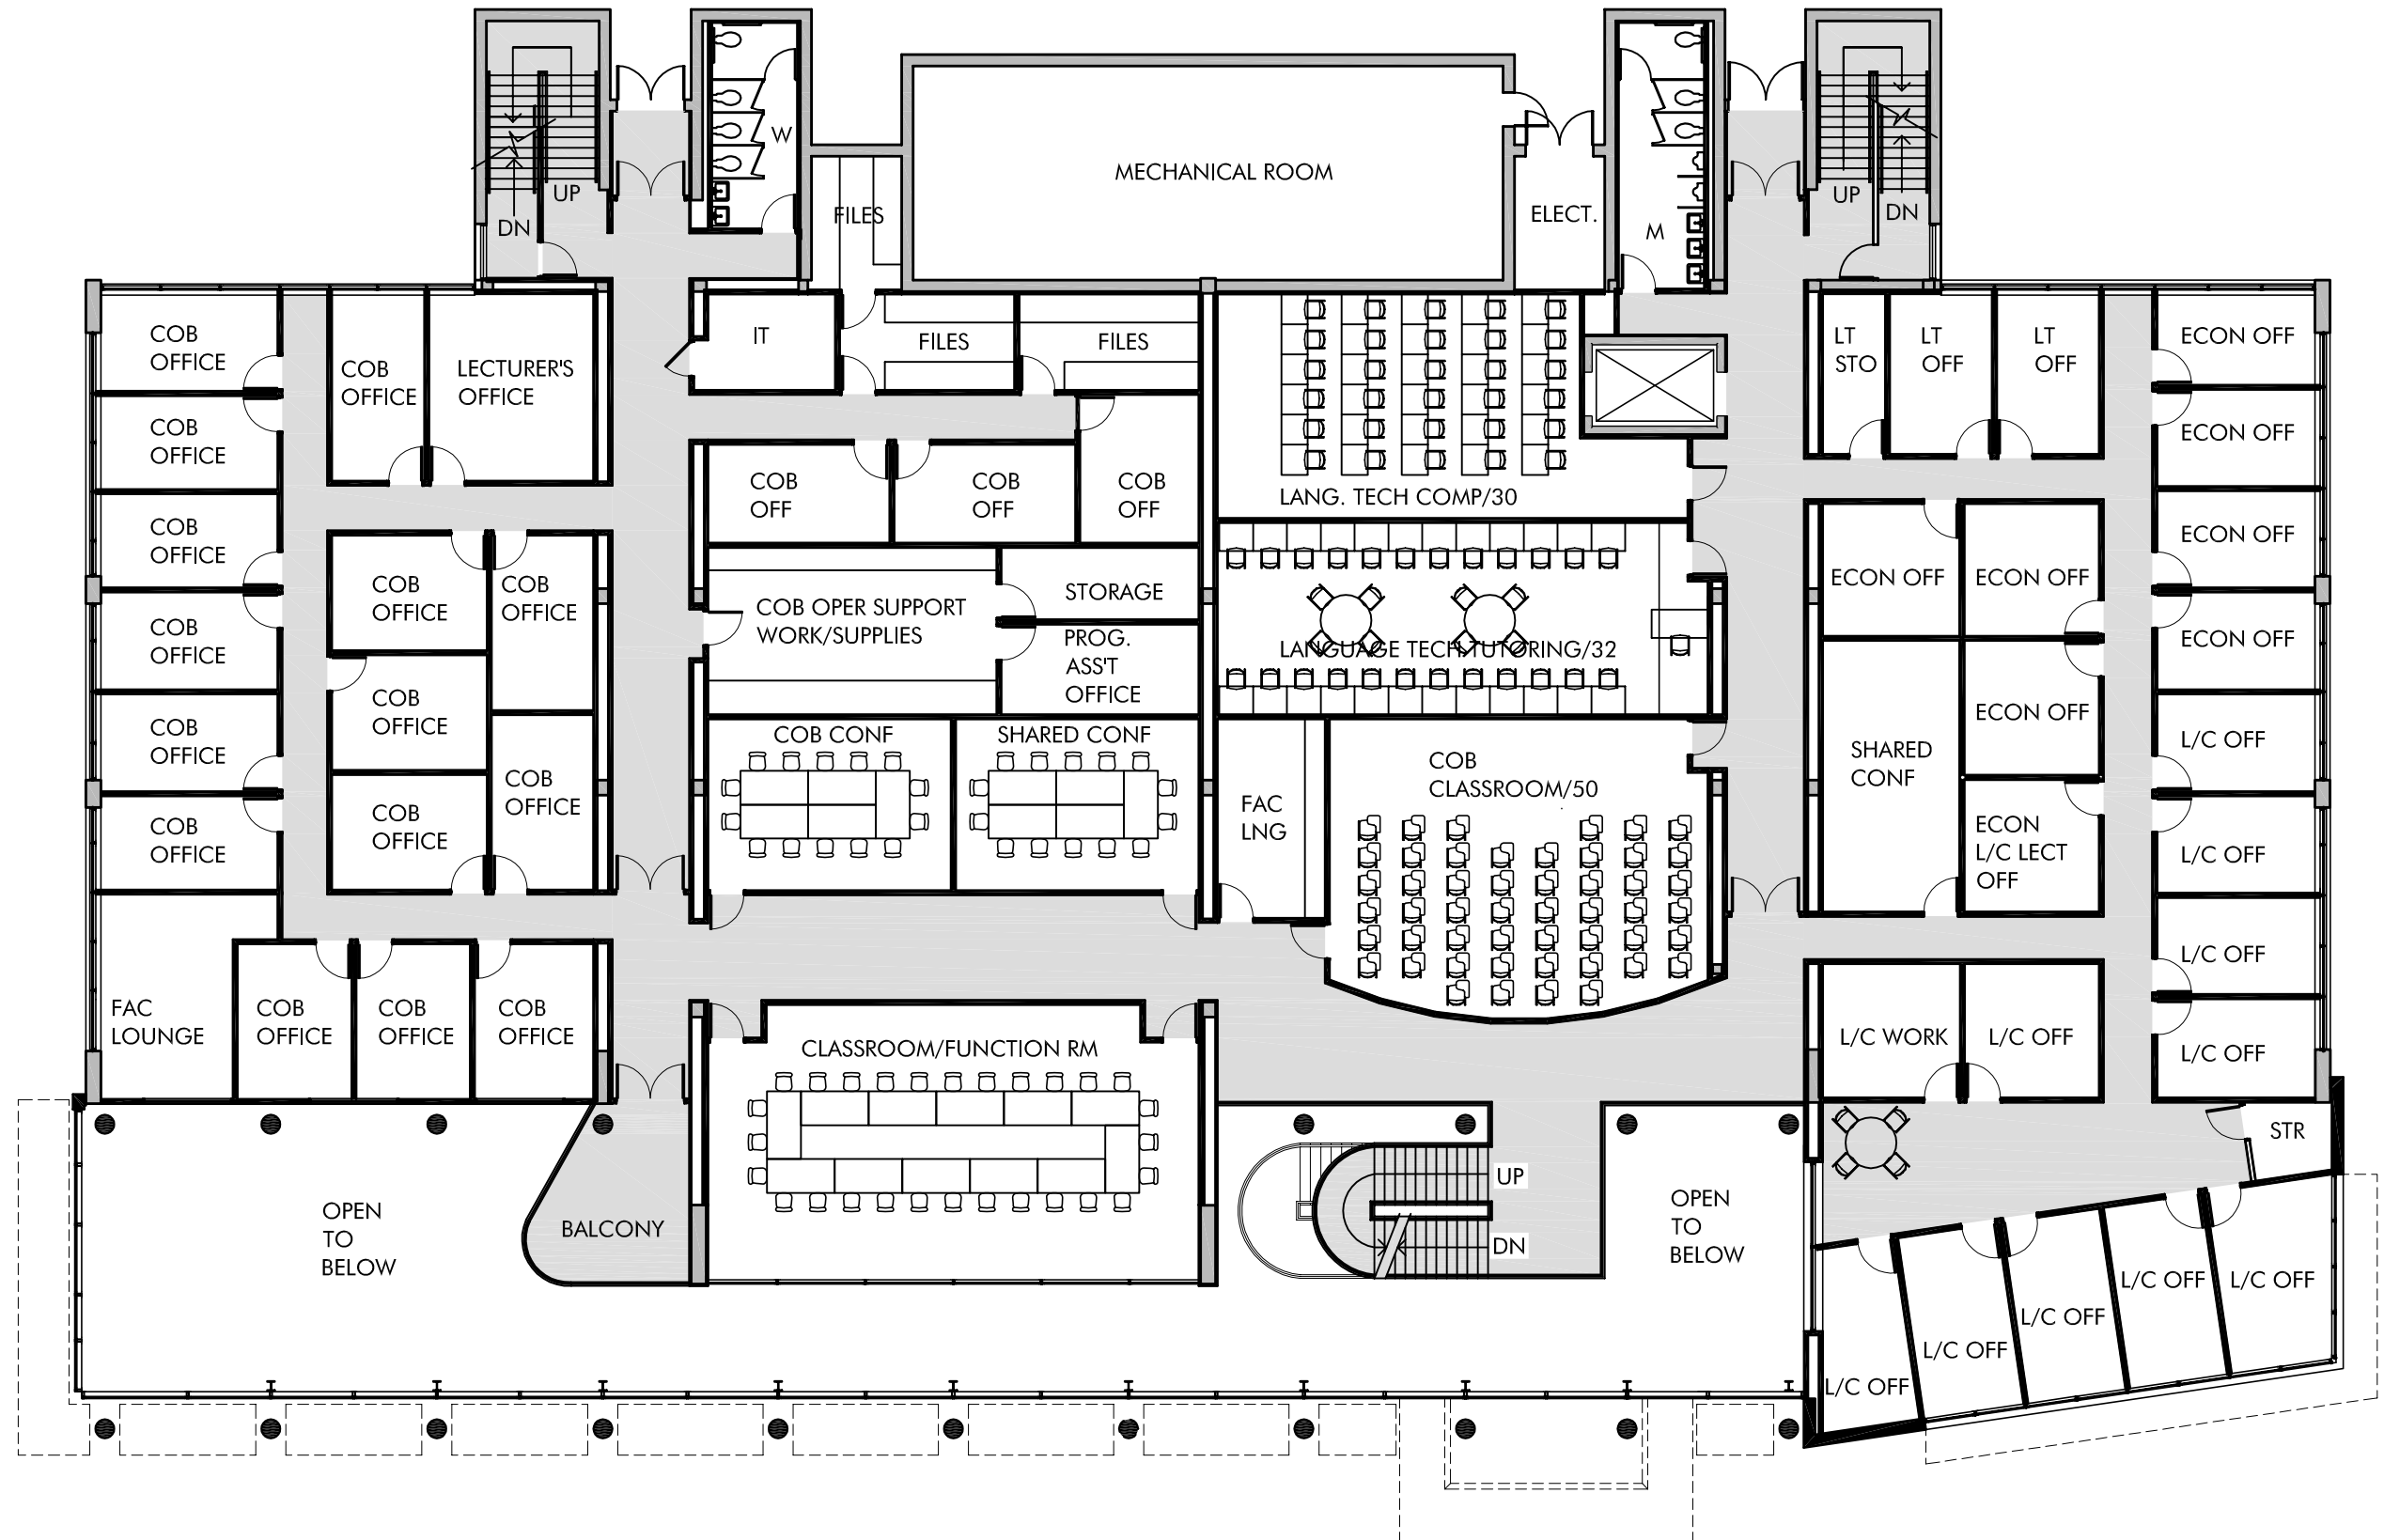 W
MECHANICAL ROOM
UP
DN
FILES
ELECT.
M
UP
DN
COB
OFFICE
COB
OFFICE
LECTURER'S
OFFICE
IT
FILES
FILES
LT
STO
LT
OFF
LT
OFF
ECON OFF
COB
OFFICE
ECON OFF
COB
OFF
COB
OFF
COB
OFF
LANG. TECH COMP/30
COB
OFFICE
ECON OFF
COB
OFFICE
COB
OFFICE
COB OPER SUPPORT
WORK/SUPPLIES
STORAGE
ECON OFF
ECON OFF
COB
OFFICE
PROG.
ASS'T
OFFICE
LANGUAGE TECH TUTORING/32
ECON OFF
COB
OFFICE
COB
OFFICE
COB CONF
SHARED CONF
ECON OFF
L/C OFF
COB
OFFICE
COB
CLASSROOM/50
SHARED
CONF
COB
OFFICE
COB
OFFICE
FAC
LNG
ECON
L/C LECT
OFF
L/C OFF
L/C OFF
FAC
LOUNGE
COB
OFFICE
COB
OFFICE
COB
OFFICE
CLASSROOM/FUNCTION RM
L/C WORK
L/C OFF
L/C OFF
STR
OPEN
TO
BELOW
BALCONY
UP
DN
OPEN
TO
BELOW
L/C OFF
L/C OFF
L/C OFF
L/C OFF
L/C OFF